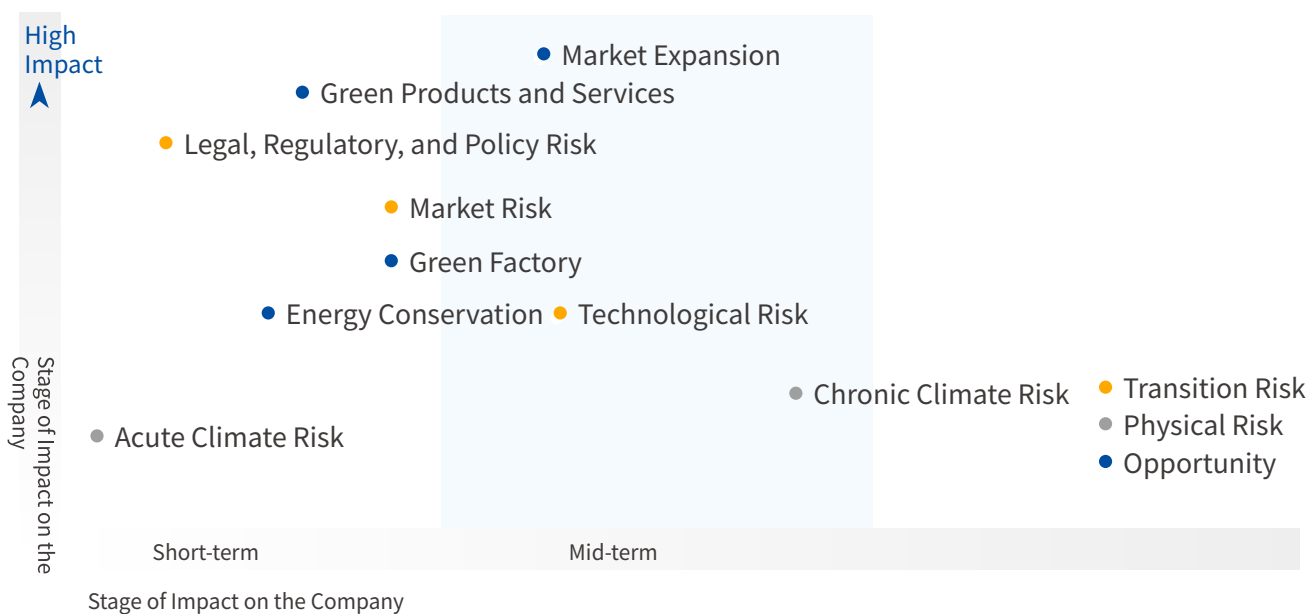 High
Impact
Market Expansion
Green Products and Services
Legal, Regulatory, and Policy Risk
Market Risk
Green Factory
Energy Conservation
Technological Risk
Stage of Impact on the
Company
Chronic Climate Risk
Acute Climate Risk
Transition Risk
Physical Risk
Opportunity
Short-term
Mid-term
Stage of Impact on the Company